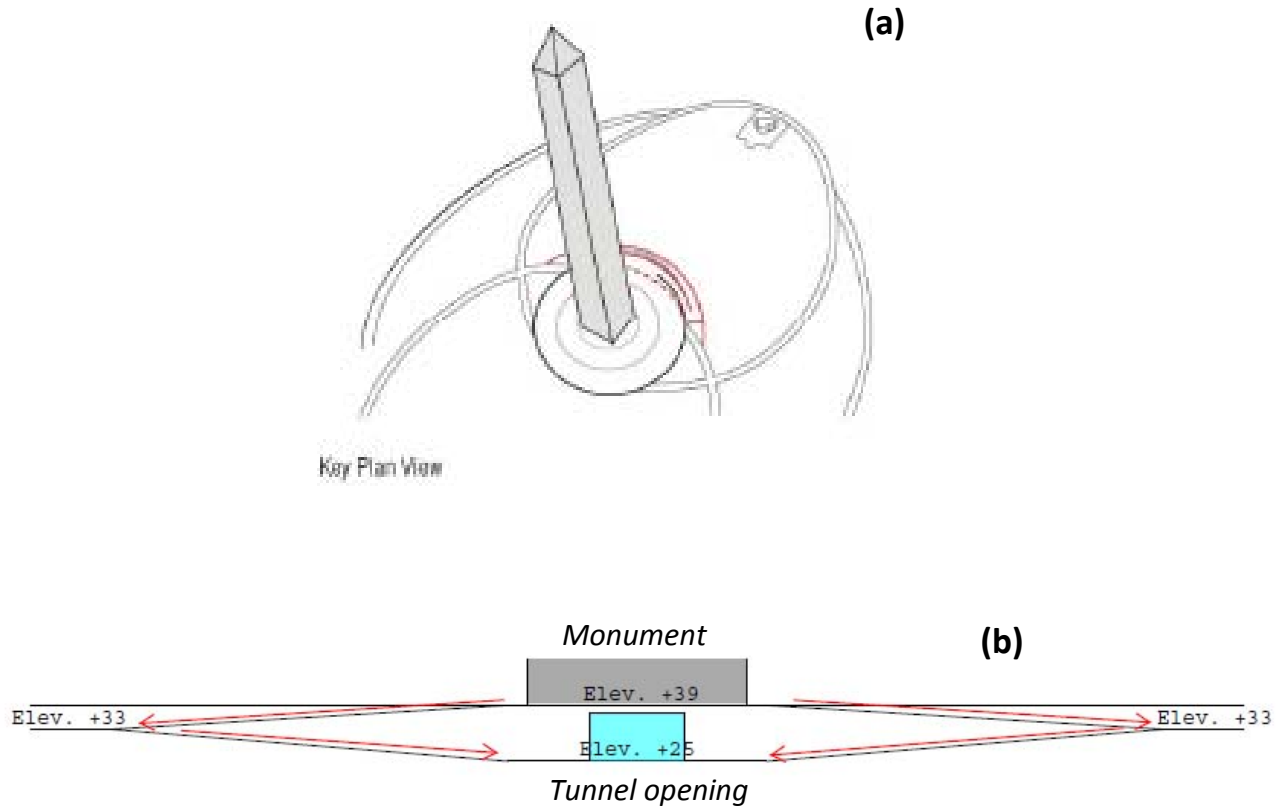 (a)
Key Plan View
Monument
(b)
Elev. +39
Elev. +33
Elev. +33
Elev. +25
Tunnel opening